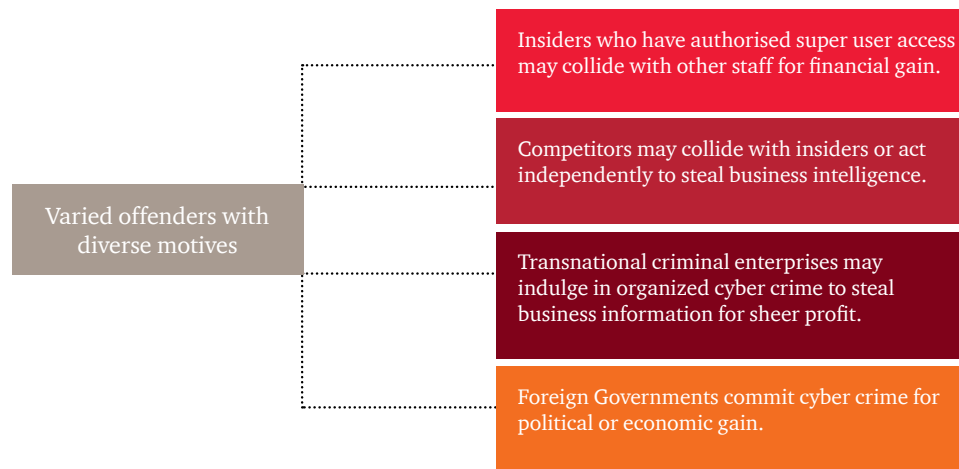 Insiders who have authorised super user access
may collide with other staff for financial gain.
Competitors may collide with insiders or act
independently to steal business intelligence.
Varied offenders with
diverse motives
Transnational criminal enterprises may
indulge in organized cyber crime to steal
business information for sheer profit.
Foreign Governments commit cyber crime for
political or economic gain.